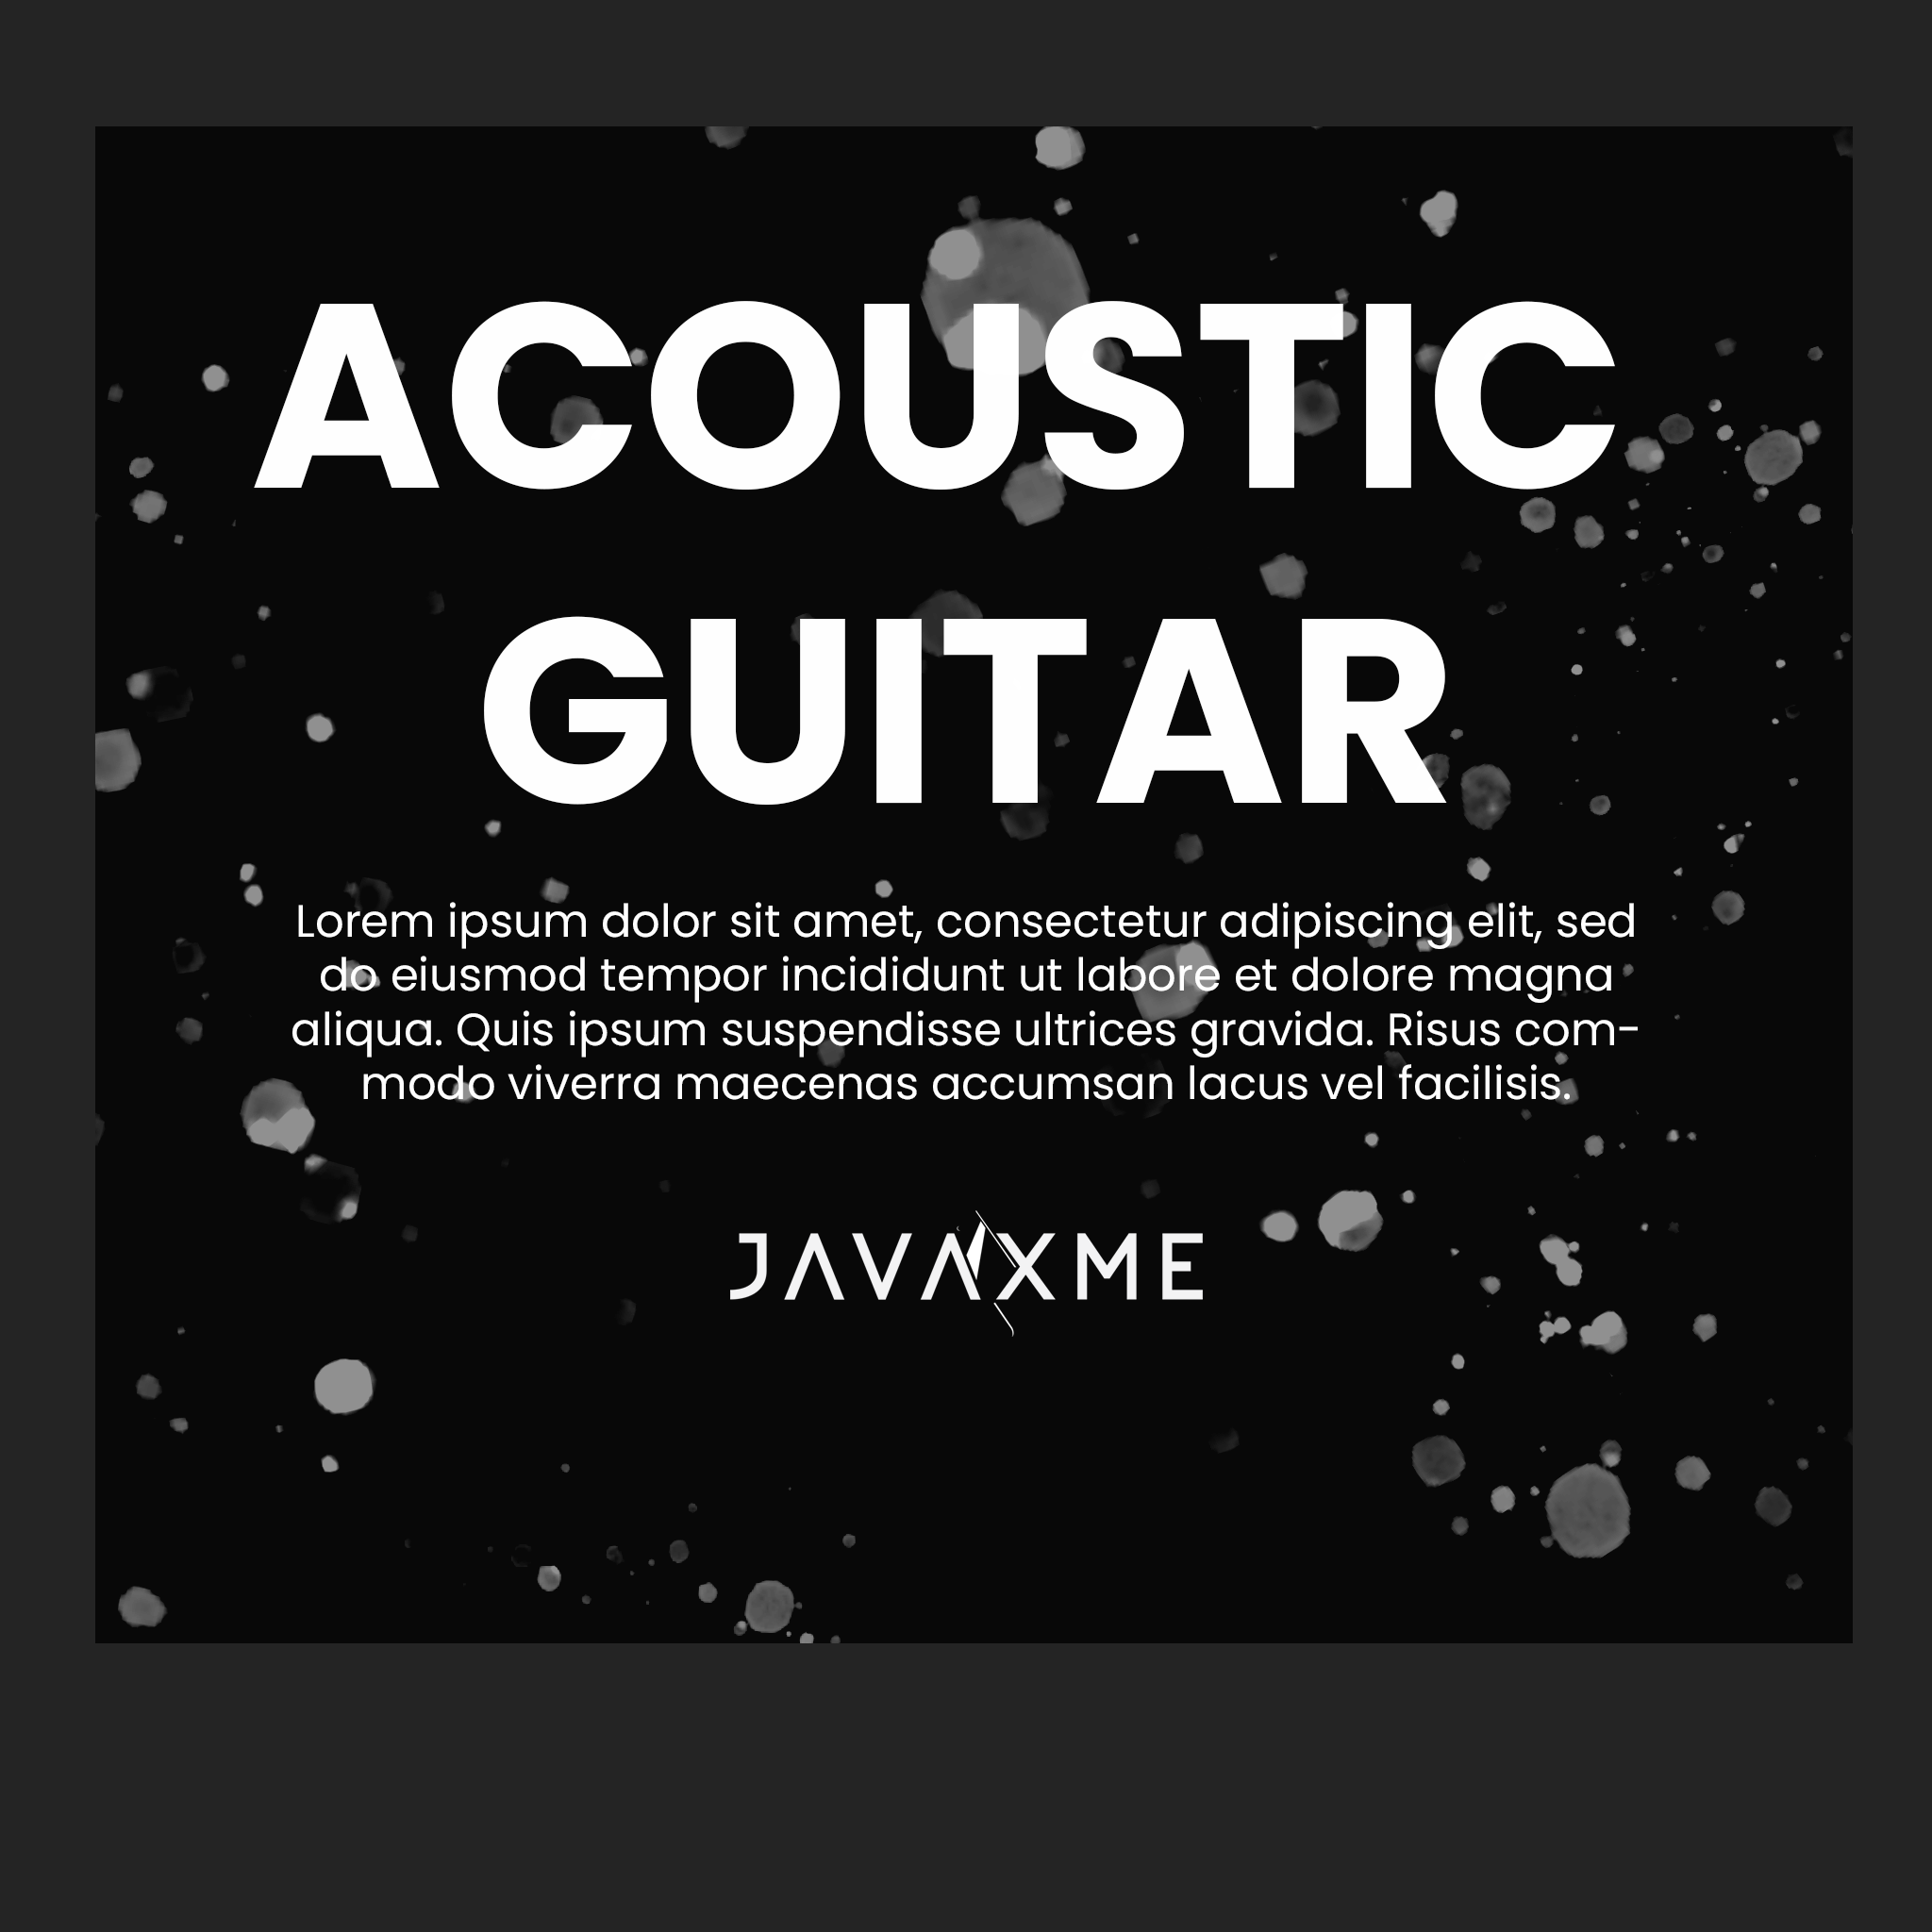 ACOUSTIC
GUITAR
Lorem ipsum dolor sit amet, consectetur adipiscing elit, sed
do eiusmod tempor incididunt ut labore et dolore magna
aliqua. Quis ipsum suspendisse ultrices gravida. Risus com-
modo viverra maecenas accumsan lacus vel facilisis.
JAVAXME